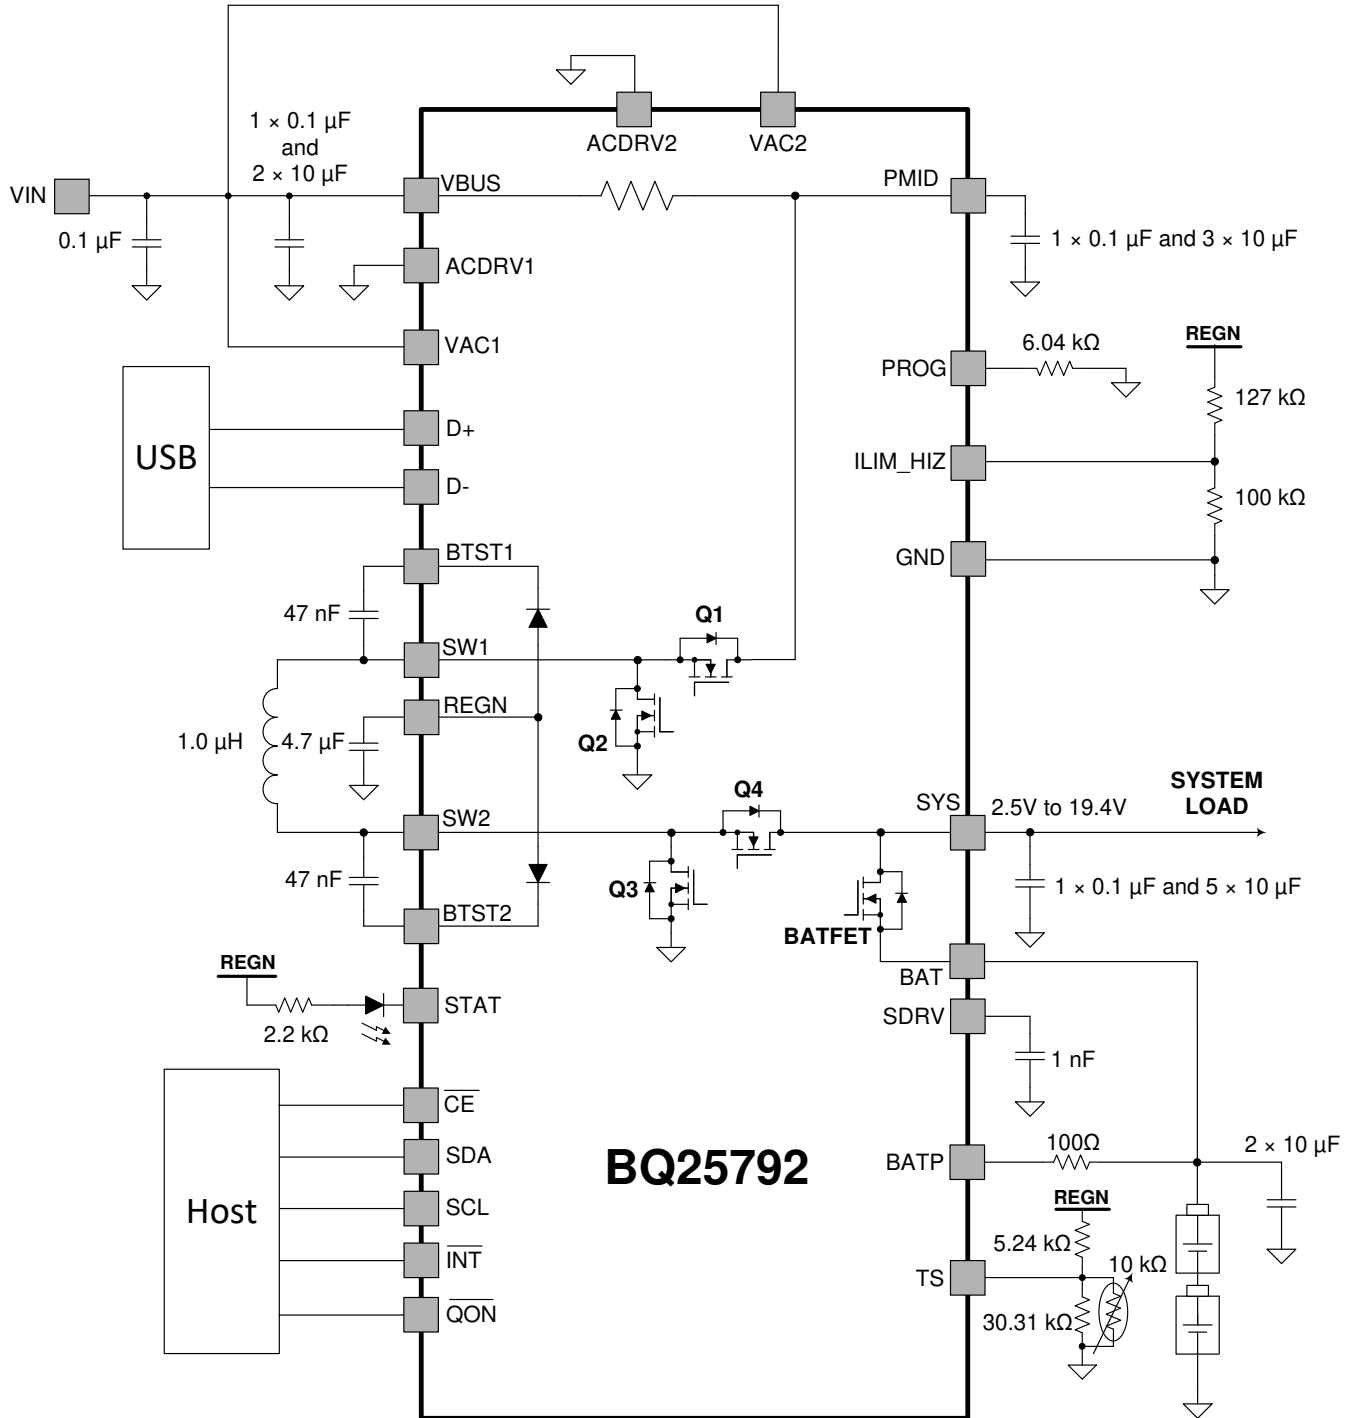 ACDRV2
VAC2
1 × 0.1 µF
and
2 × 10 µF
VIN
VBUS
PMID
0.1 µF
1 × 0.1 µF and 3 × 10 µF
ACDRV1
VAC1
PROG
6.04 kΩ
REGN
127 kΩ
USB
D+
D-
ILIM_HIZ
100 kΩ
GND
BTST1
47 nF
SW1
Q1
REGN
Q2
1.0 µH
4.7 µF
SW2
Q4
SYS
2.5V to 19.4V
SYSTEM
LOAD
47 nF
Q3
1 × 0.1 µF and 5 × 10 µF
BTST2
BATFET
BAT
REGN
STAT
2.2 kΩ
SDRV
1 nF
Host
CE
SDA
SCL
INT
QON
BQ25792
BATP
100Ω
2 × 10 µF
REGN
5.24 kΩ
TS
10 kΩ
30.31 kΩ